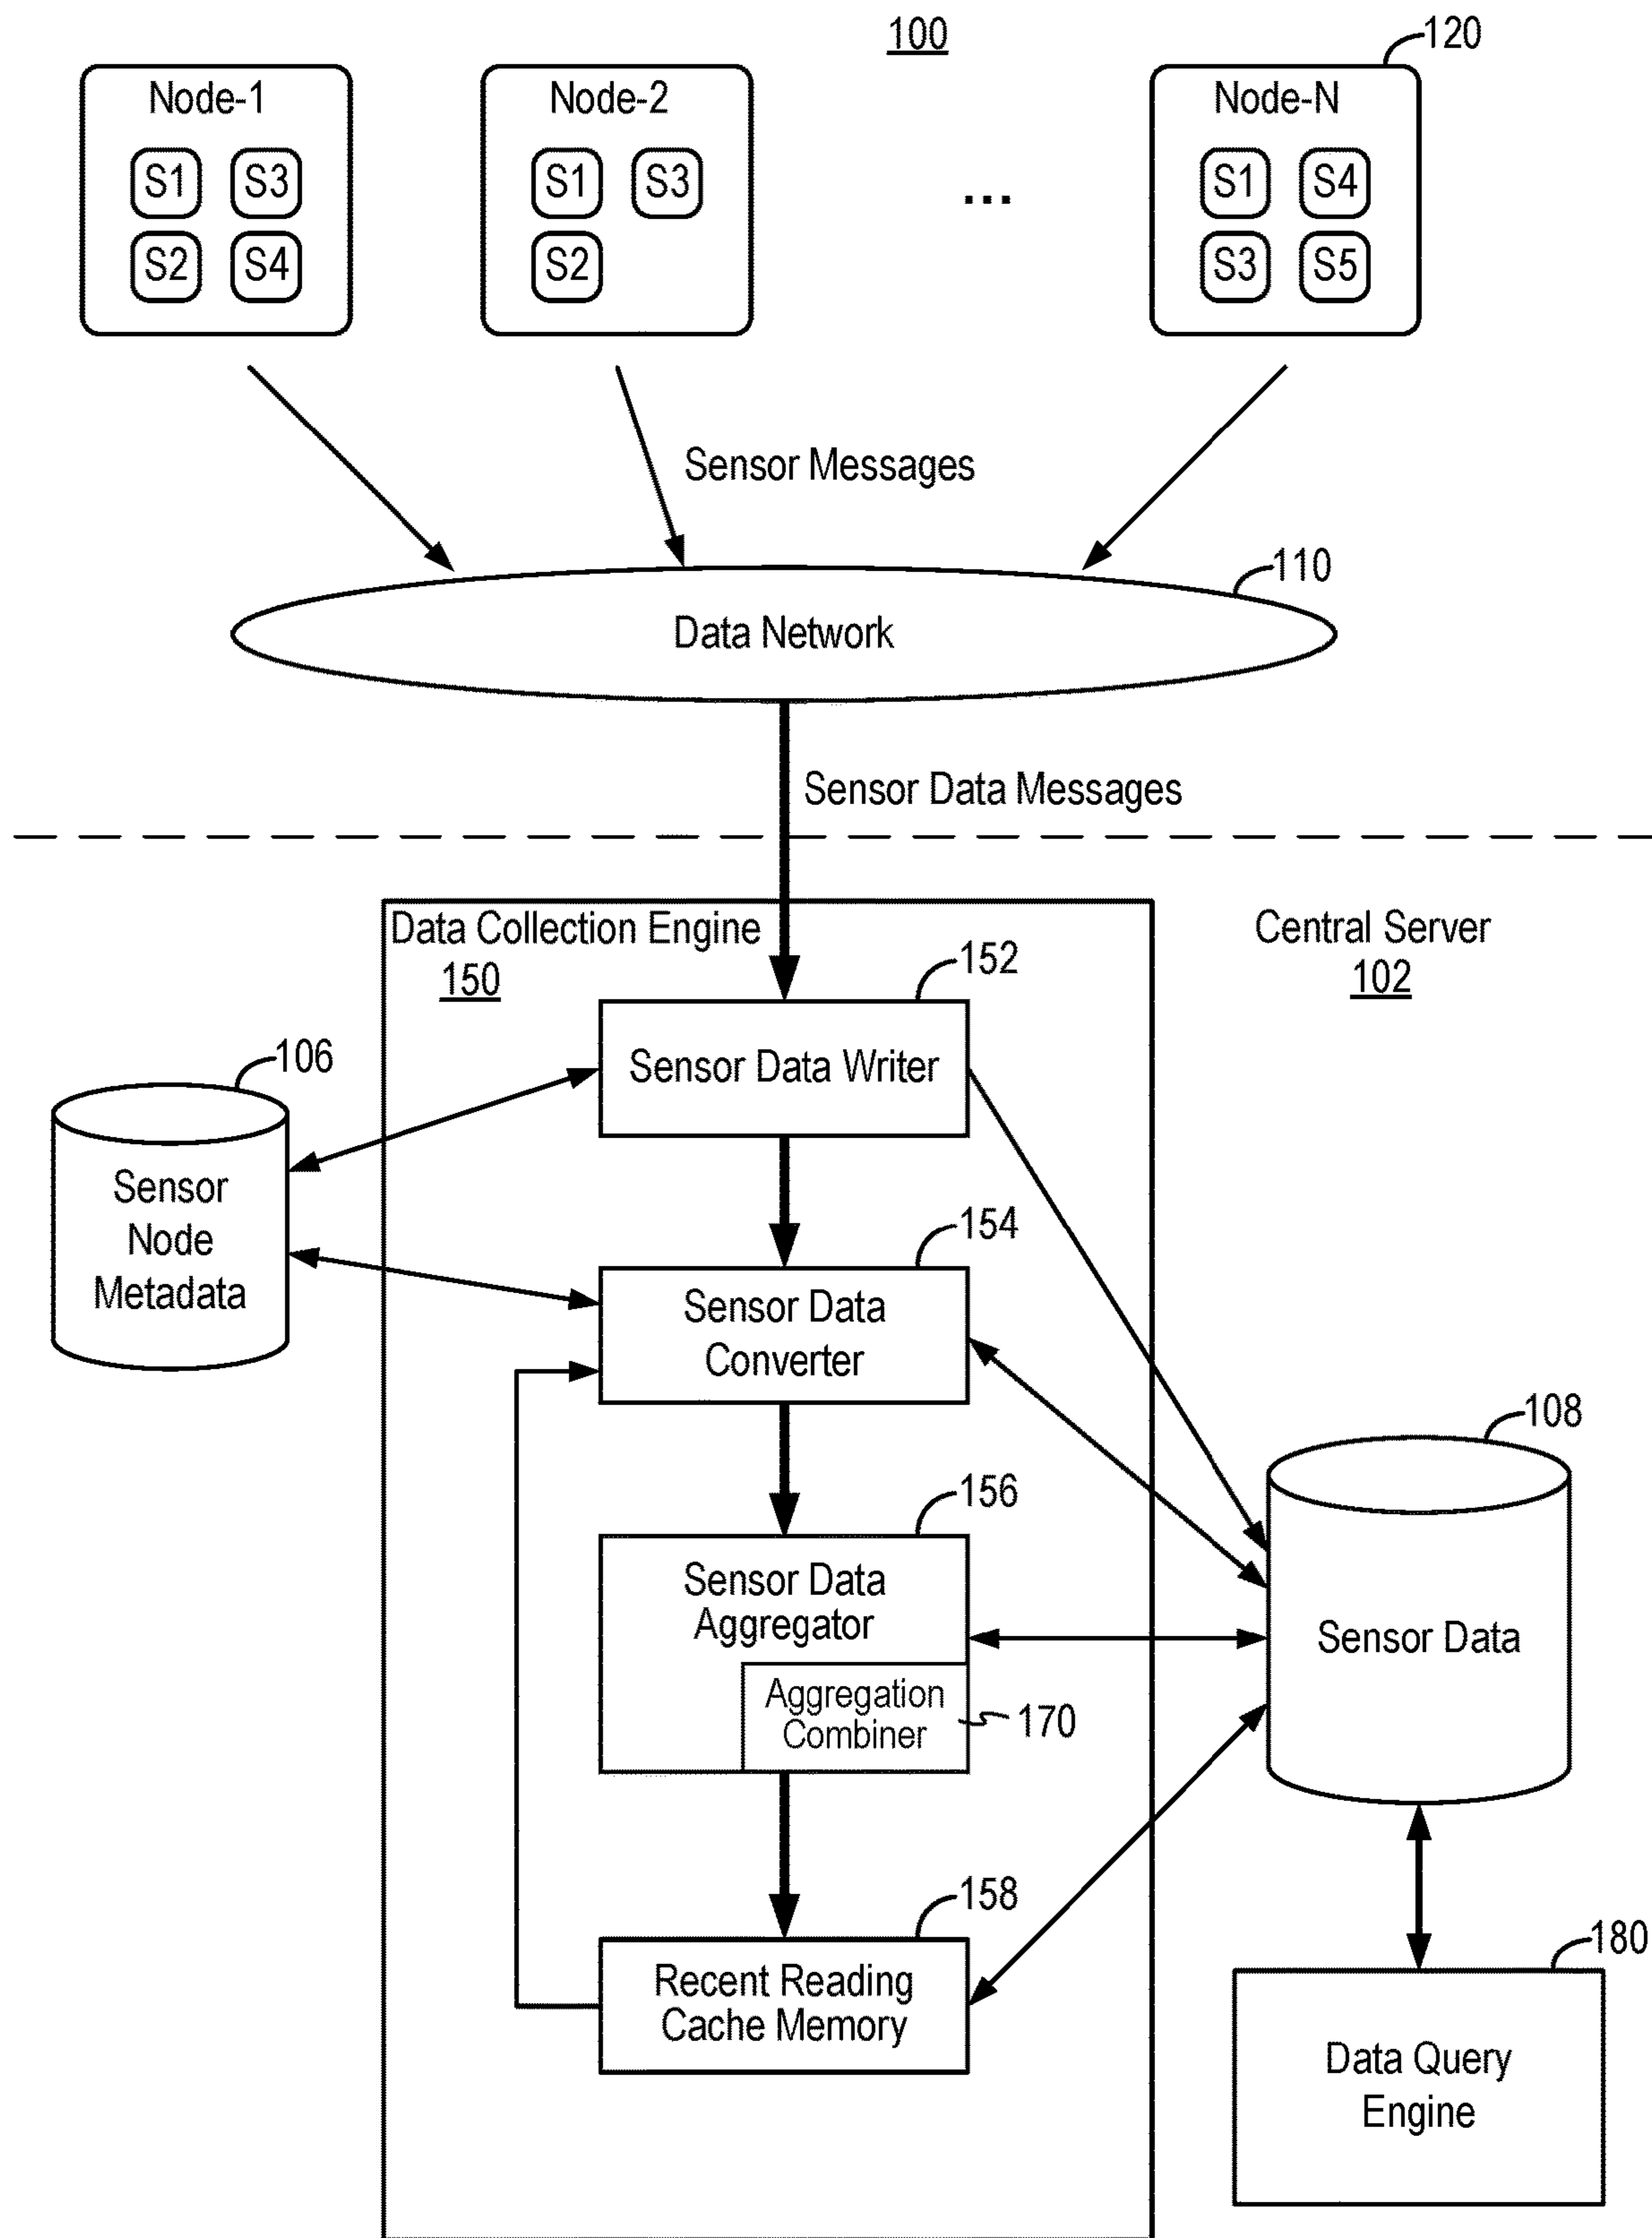 100
120
Node-1
S1 S3
S2 S4
Node-2
S1 S3
S2
...
Node-N
S1 S4
S3 S5
Sensor Messages
110
Data Network
Sensor Data Messages
Data Collection Engine
150
Central Server
102
152
Sensor Data Writer
106
Sensor
Node
Metadata
154
Sensor Data
Converter
108
Sensor Data
156
Sensor Data
Aggregator
Aggregation
Combiner
170
158
Recent Reading
Cache Memory
180
Data Query
Engine